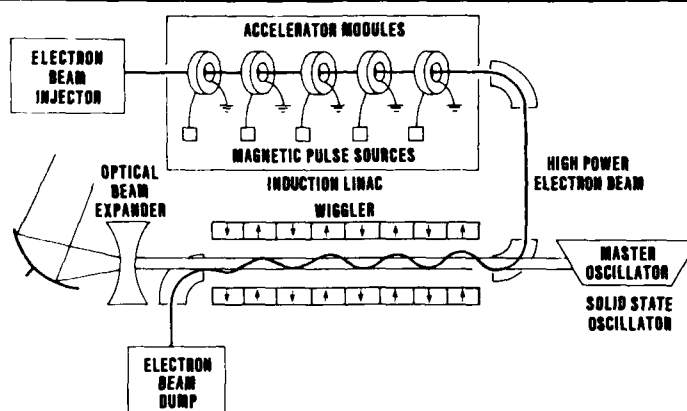 ACCELERATOR MODULES
ELECTRON
BEAM
INJECTOR
MAGNETIC PULSE SOURCES
INDUCTION LINAC
HIGH POWER
ELECTRON BEAM
OPTICAL
BEAM
EXPANDER
WIGGLER
MASTER
OSCILLATOR
SOLID STATE
OSCILLATOR
ELECTRON
BEAM
DUMP